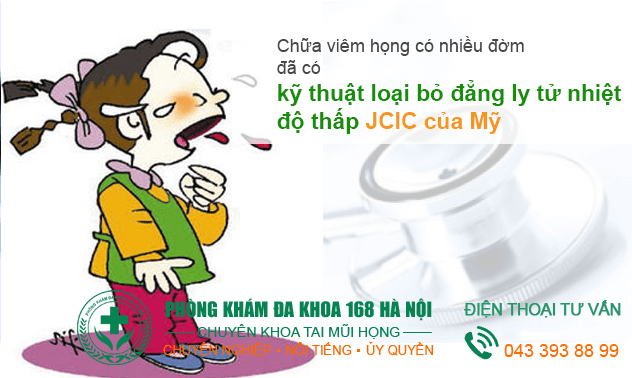 Chữa viêm họng có nhiều đờm
đã có
kỹ thuật loại bỏ đẳng ly tử nhiệt
độ thấp JCIC của Mỹ
PHÒNG KHÁM ĐA KHOA 168 HÀ NỘI
CHUYÊN KHOA TAI MŨI HỌNG
CHUYÊN NGHIỆP · NỔI TIẾNG · ỦY QUYỀN
ĐIỆN THOẠI TƯ VẤN
043 393 88 99